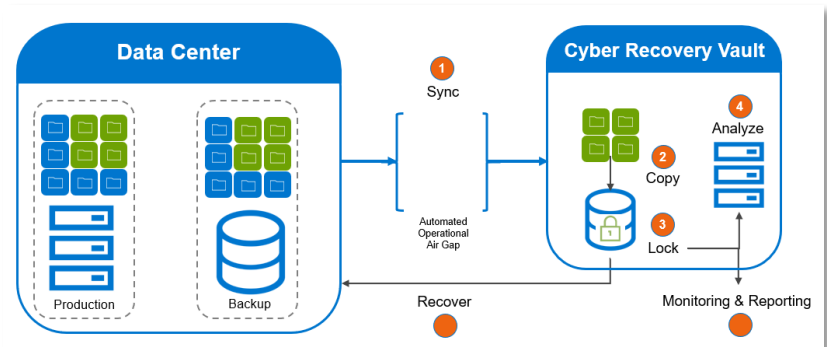 Data Center
Cyber Recovery Vault
1
Sync
4
Analyze
2
Copy
Automated
Operational
Air Gap
1
3
Lock
Production
Backup
Recover
Monitoring & Reporting